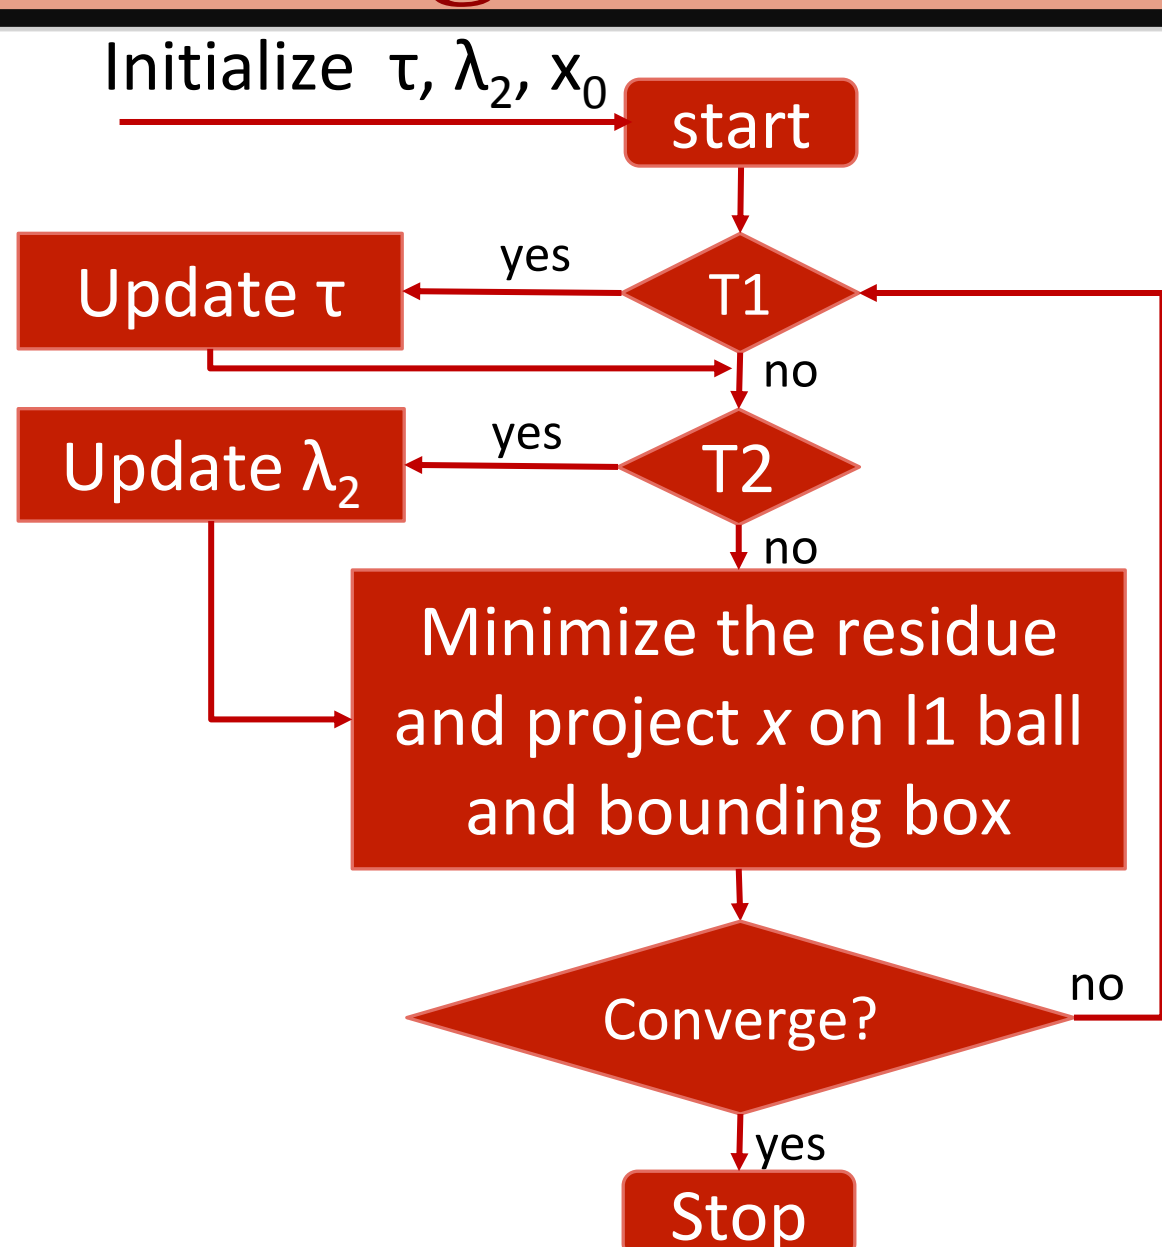 Initialize τ, λ₂, x₀
start
yes
T1
Update τ
no
yes
T2
Update λ₂
no
Minimize the residue
and project x on l1 ball
and bounding box
no
Converge?
yes
Stop